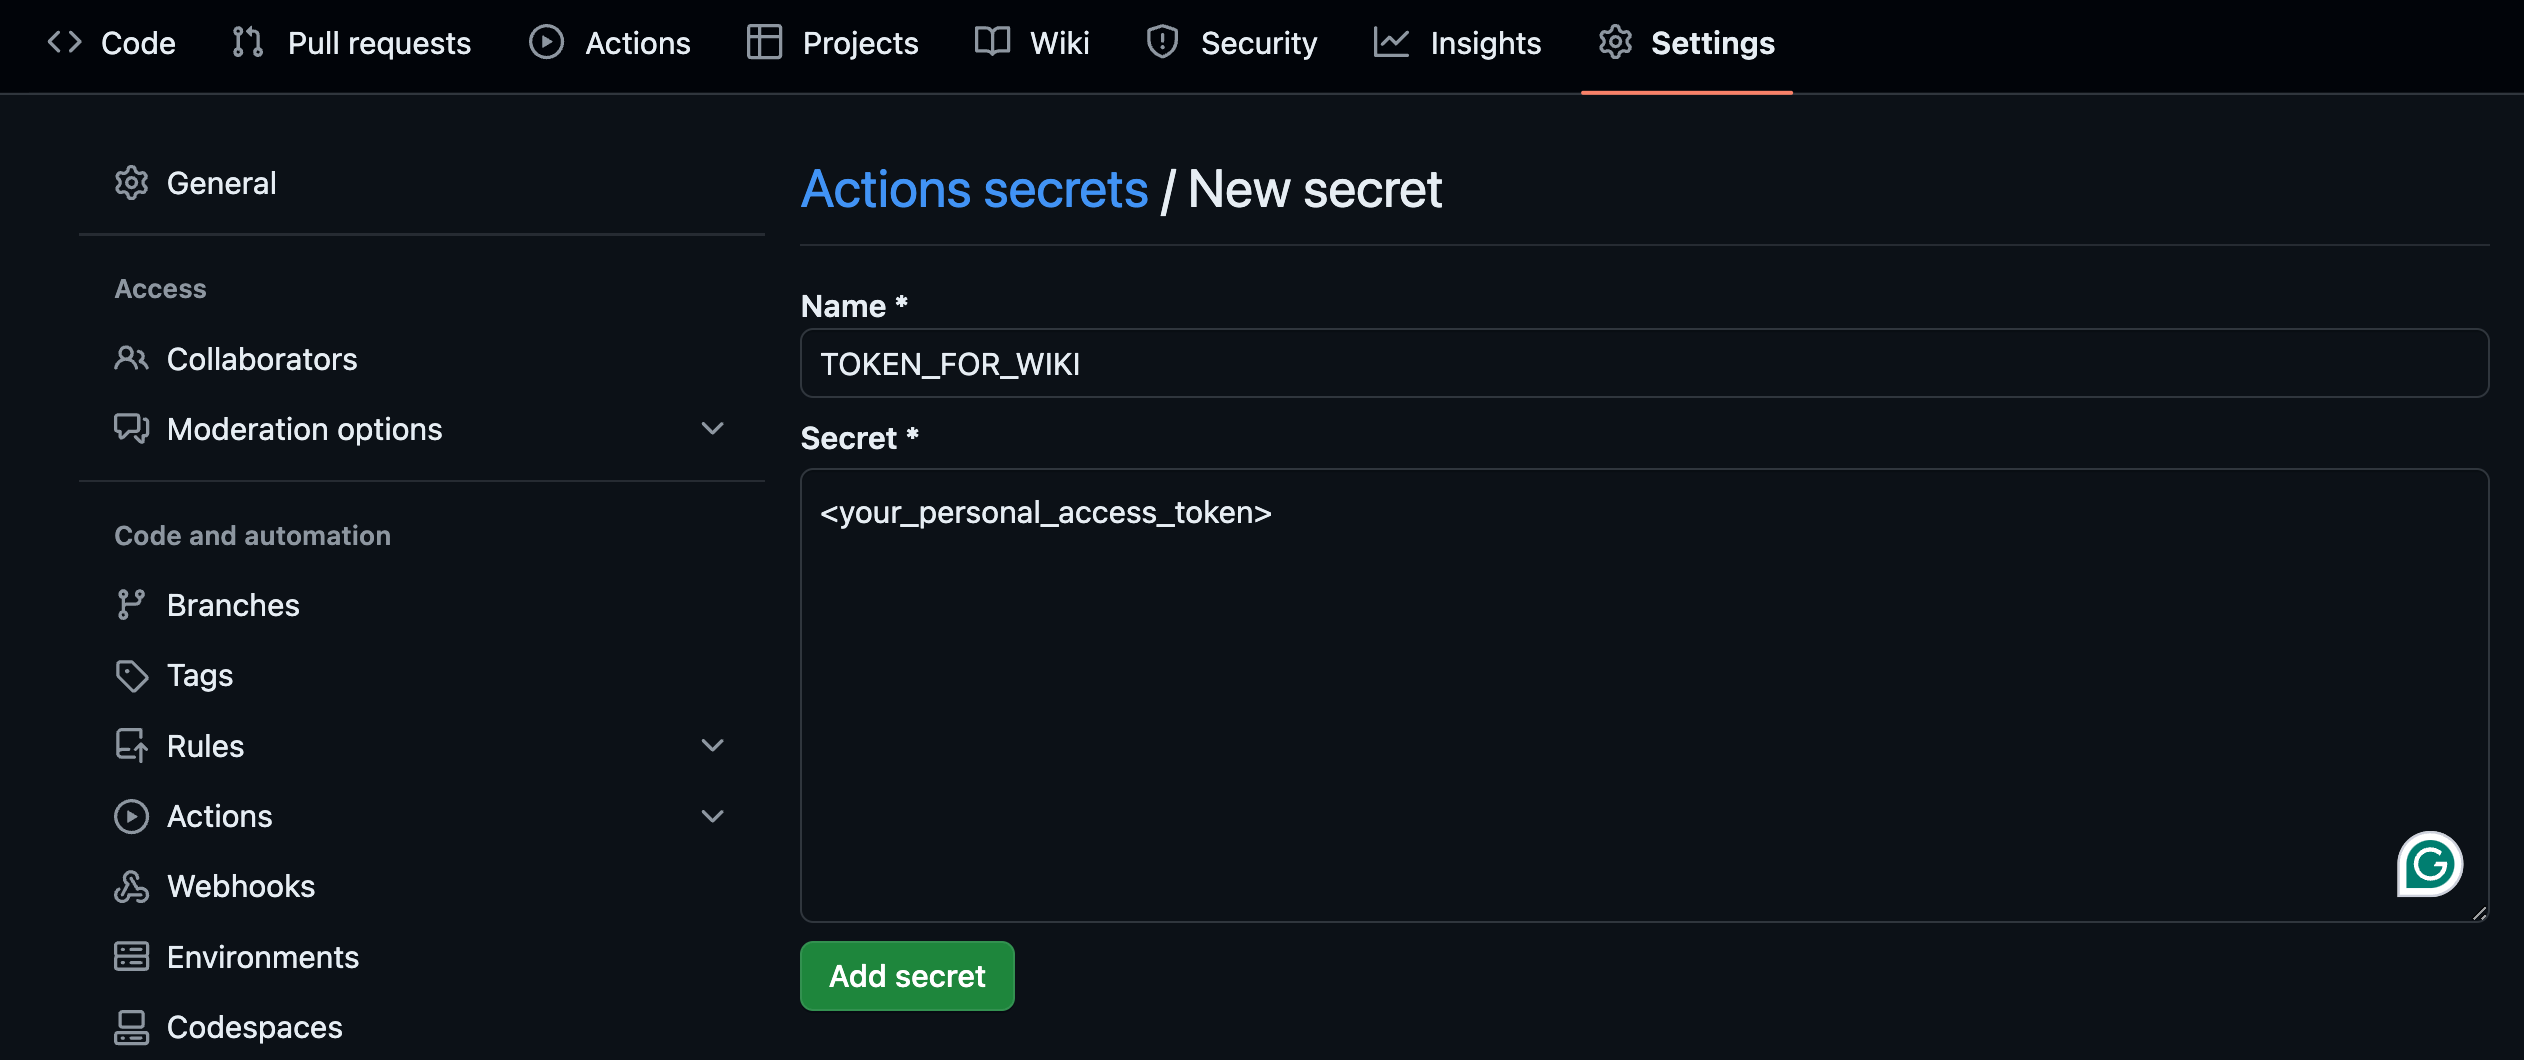 Code Pull requests Actions Projects Wiki Security Insights Settings
General
Access
Collaborators
Moderation options
Code and automation
Branches
Tags
Rules
Actions
Webhooks
Environments
Codespaces
Actions secrets / New secret
Name *
TOKEN_FOR_WIKI
Secret *
<your_personal_access_token>
G
Add secret